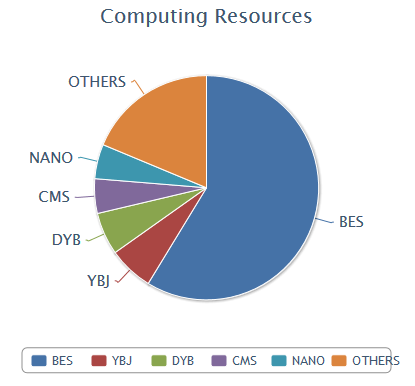 Computing Resources
OTHERS
NANO
CMS
DYB
YBJ
BES
BES YBJ DYB CMS NANO OTHERS